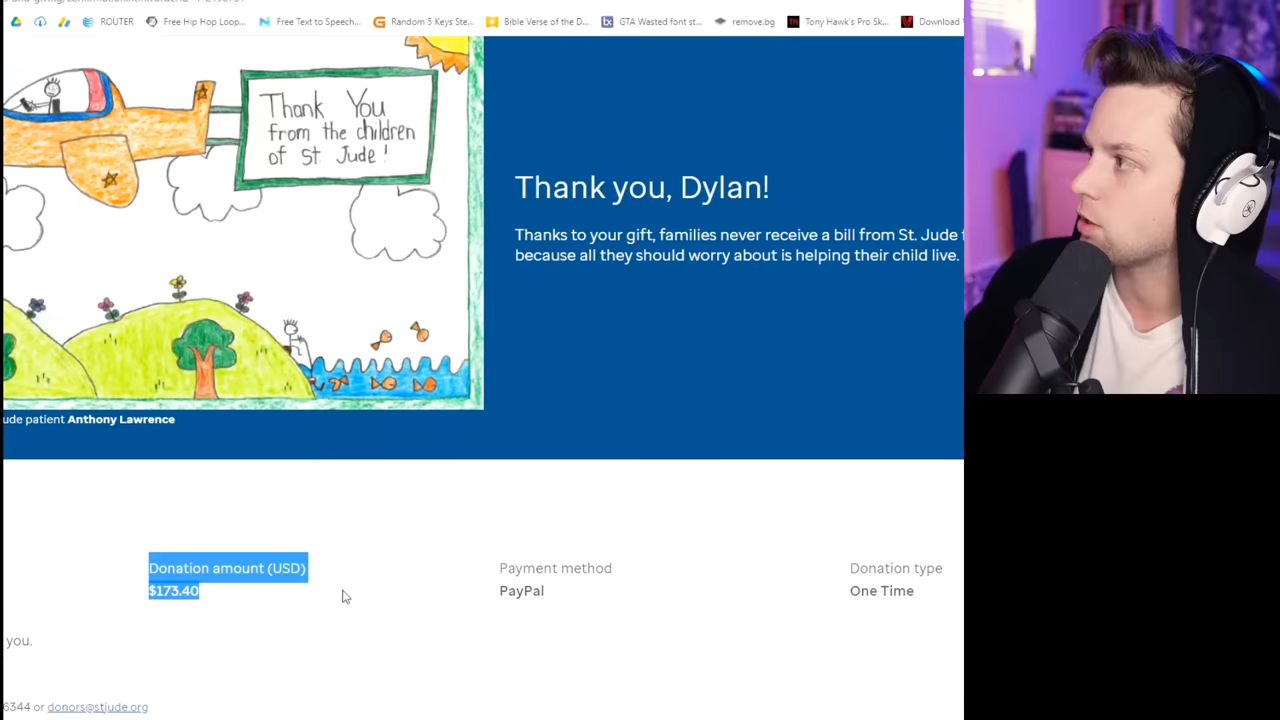 ROUTER
Free Hip Hop Loop...
Free Text to Speech...
Random 5 Keys Ste...
Bible Verse of the D...
GTA Wasted font st...
remove.bg
Tony Hawk's Pro Sk...
Download
Thank You
from the children
of St. Jude!
Thank you, Dylan!
Thanks to your gift, families never receive a bill from St. Jude
because all they should worry about is helping their child live.
ude patient Anthony Lawrence
Donation amount (USD)
$173.40
Payment method
PayPal
Donation type
One Time
you.
6344 or donors@stjude.org